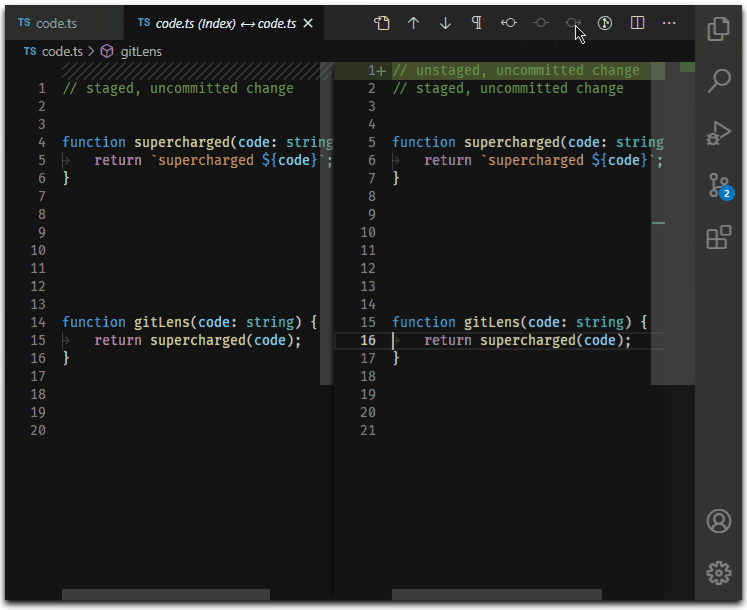 TS code.ts TS code.ts (Index) ↔ code.ts
TS code.ts > gitLens
1 // staged, uncommitted change
2
3
4 function supercharged(code: string
5 return `supercharged ${code}`;
6 }
7
8
9
10
11
12
13
14 function gitLens(code: string) {
15 return supercharged(code);
16 }
17
18
19
20
1+ // unstaged, uncommitted change
2 // staged, uncommitted change
3
4
5 function supercharged(code: string
6 return `supercharged ${code}`;
7 }
8
9
10
11
12
13
14
15 function gitLens(code: string) {
16 return supercharged(code);
17 }
18
19
20
21
2